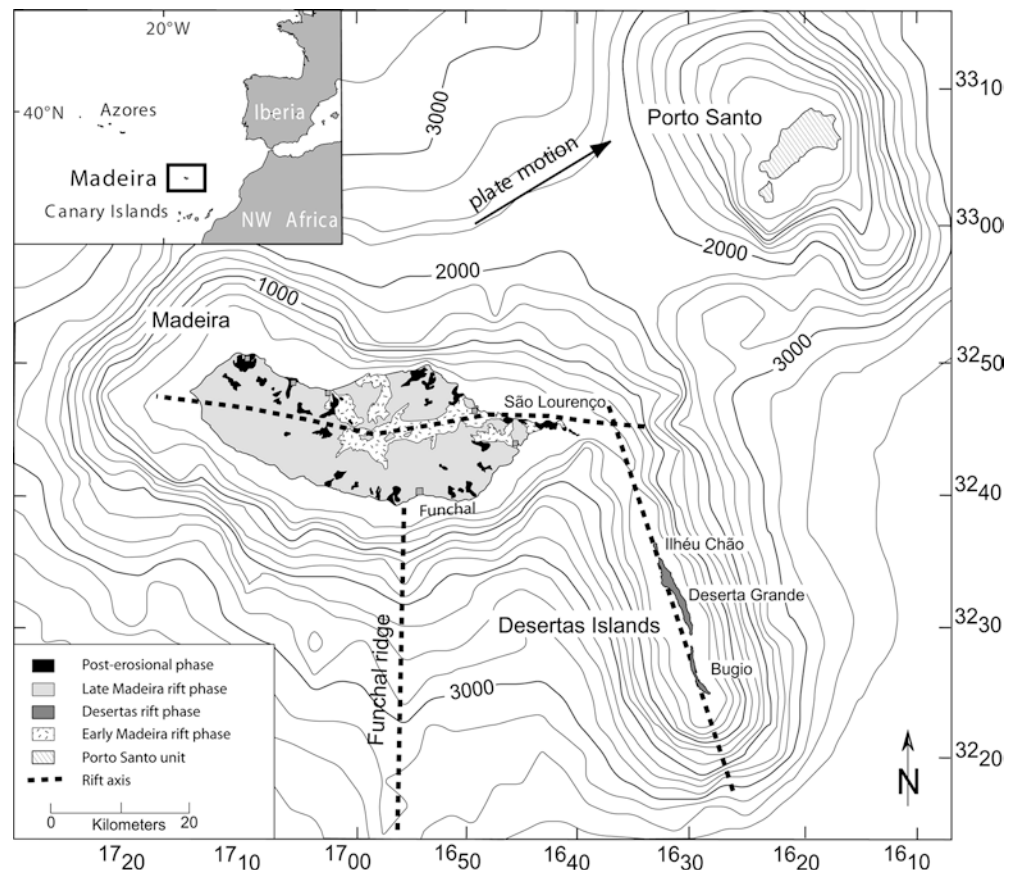 20°W
40°N
Azores
Iberia
Madeira
Canary Islands
NW Africa
3000
plate motion
Porto Santo
2000
2000
1000
Madeira
3000
São Lourenço
Funchal
Ilhéu Chão
Deserta Grande
Desertas Islands
Bugio
Funchal ridge
3000
N
Post-erosional phase
Late Madeira rift phase
Desertas rift phase
Early Madeira rift phase
Porto Santo unit
Rift axis
0 Kilometers 20
33 10
33 00
32 50
32 40
32 30
32 20
17 20 17 10 17 00 16 50 16 40 16 30 16 20 16 10